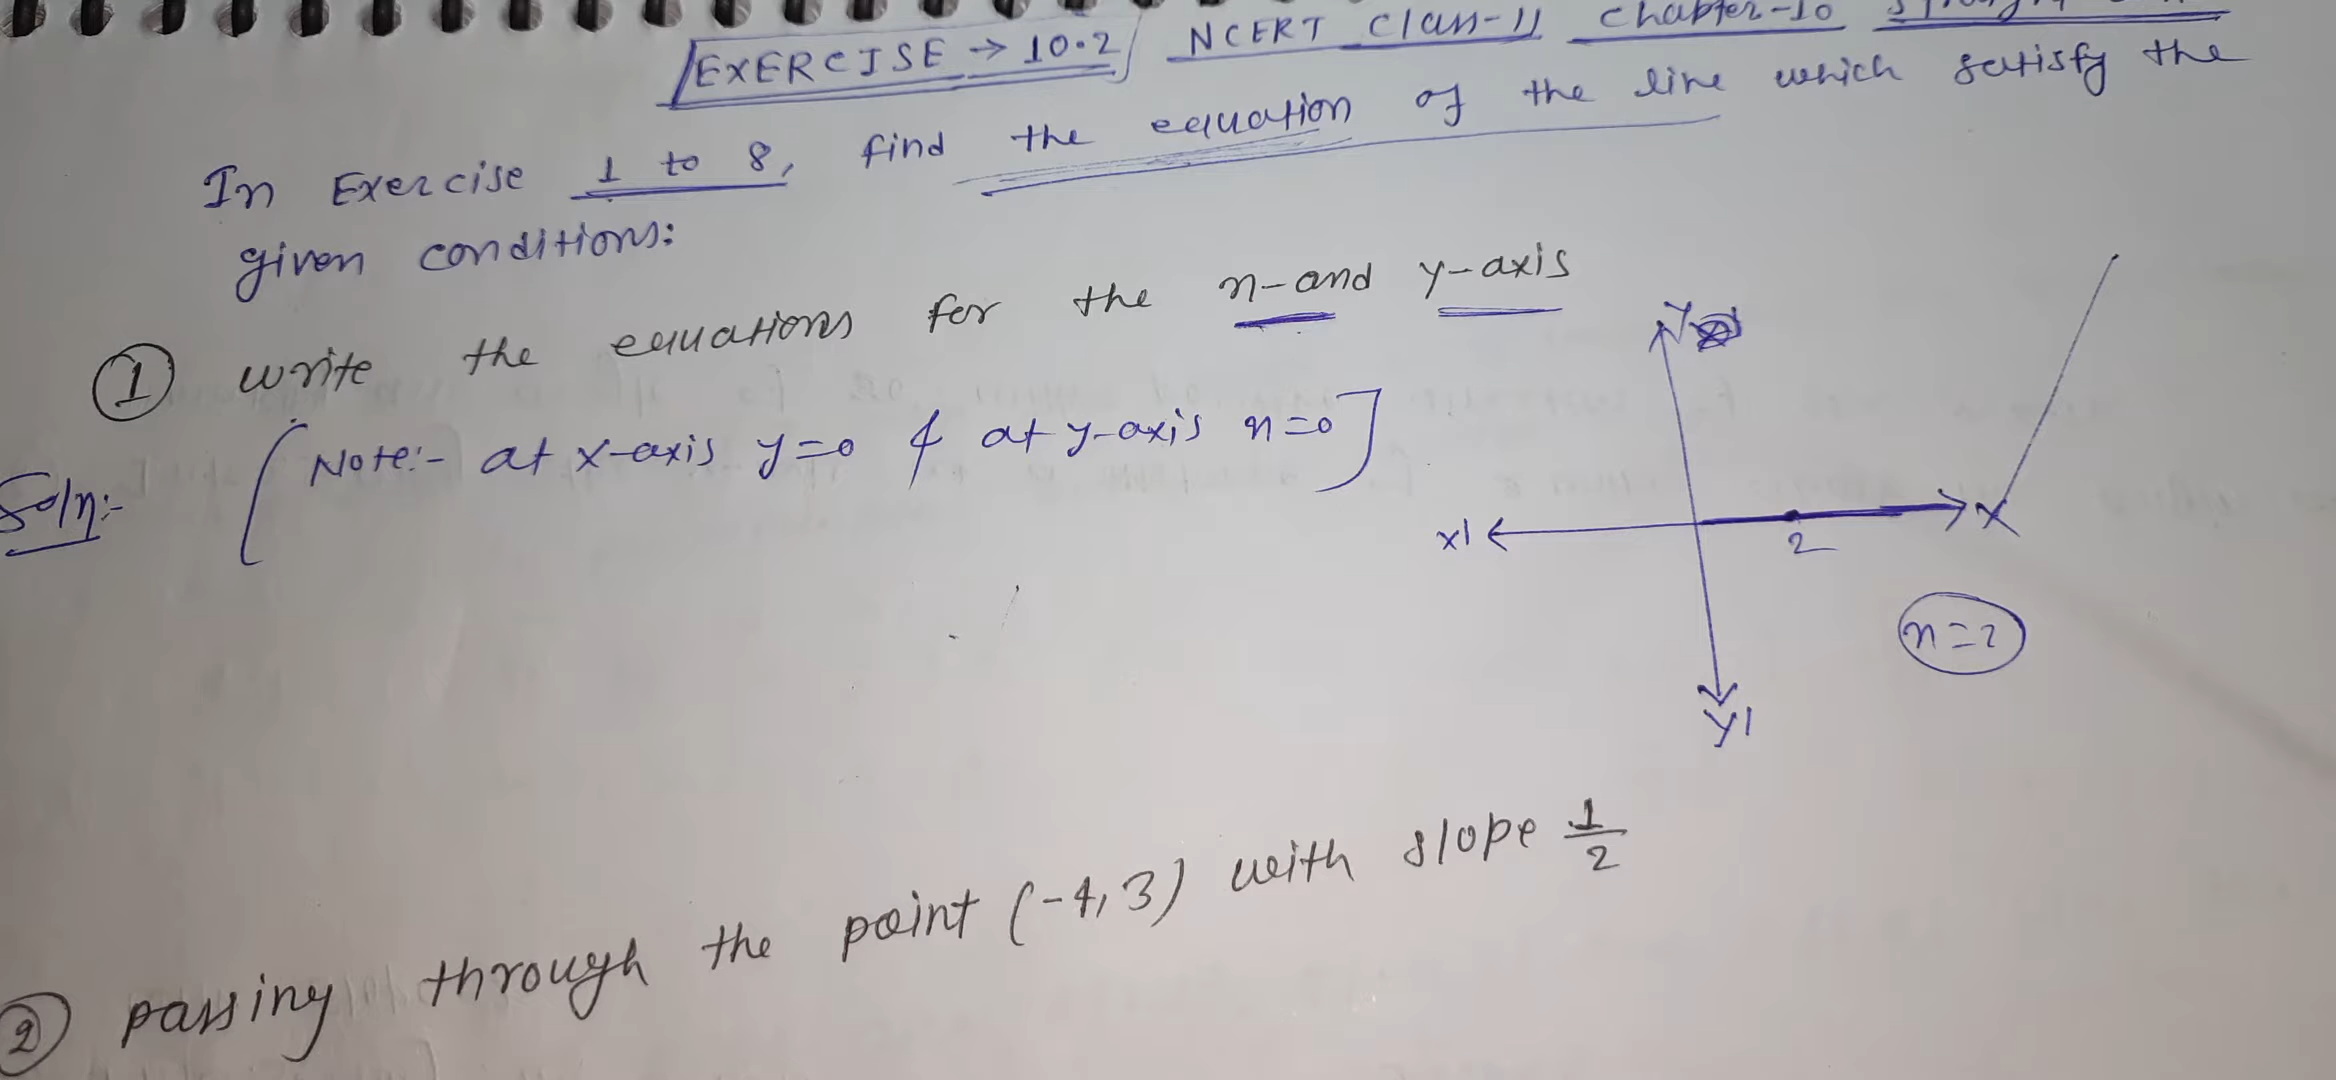 EXERCISE → 10.2 NCERT Class-11 Chapter-10
In Exercise 1 to 8, find the equation of the line which satisfy the
given conditions:
① write the equations for the x-and y-axis
Soln:- [Note:- at x-axis y=0 & at y-axis x=0]
Y
X' X
2
x=2
Y'
② passing through the point (-4,3) with slope 1/2